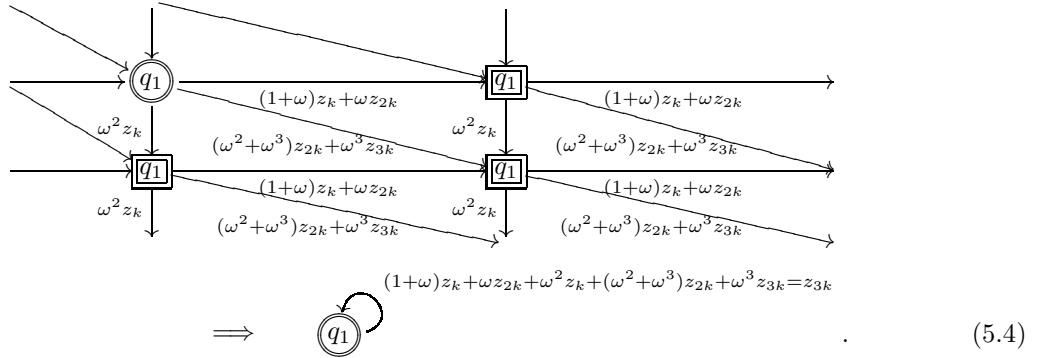 q₁ q₁
(1+ω)z_k+ωz_{2k} (1+ω)z_k+ωz_{2k}
ω²z_k (ω²+ω³)z_{2k}+ω³z_{3k} ω²z_k (ω²+ω³)z_{2k}+ω³z_{3k}
q₁ q₁
(1+ω)z_k+ωz_{2k} (1+ω)z_k+ωz_{2k}
ω²z_k (ω²+ω³)z_{2k}+ω³z_{3k} ω²z_k (ω²+ω³)z_{2k}+ω³z_{3k}
(1+ω)z_k+ωz_{2k}+ω²z_k+(ω²+ω³)z_{2k}+ω³z_{3k}=z_{3k}
⟹ q₁ . (5.4)